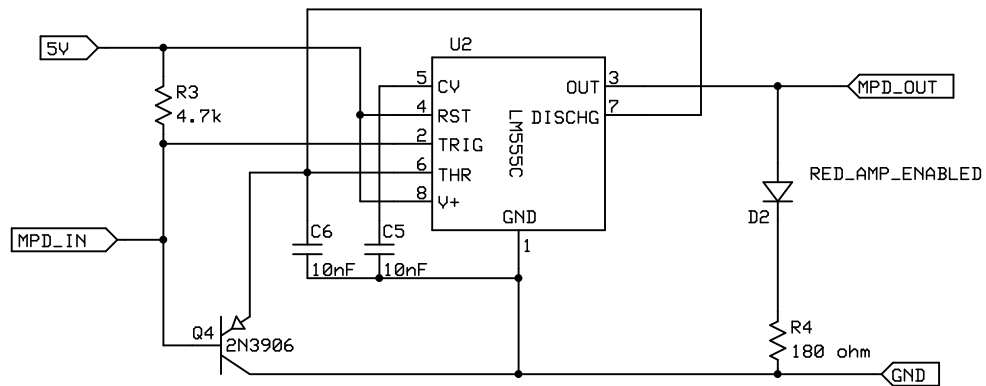 U2
5V
R3
4.7k
5
CV
4
RST
2
TRIG
6
THR
8
V+
LM555C
OUT
3
DISCHG
7
GND
1
MPD_OUT
RED_AMP_ENABLED
D2
MPD_IN
C6
10nF
C5
10nF
Q4
2N3906
R4
180 ohm
GND